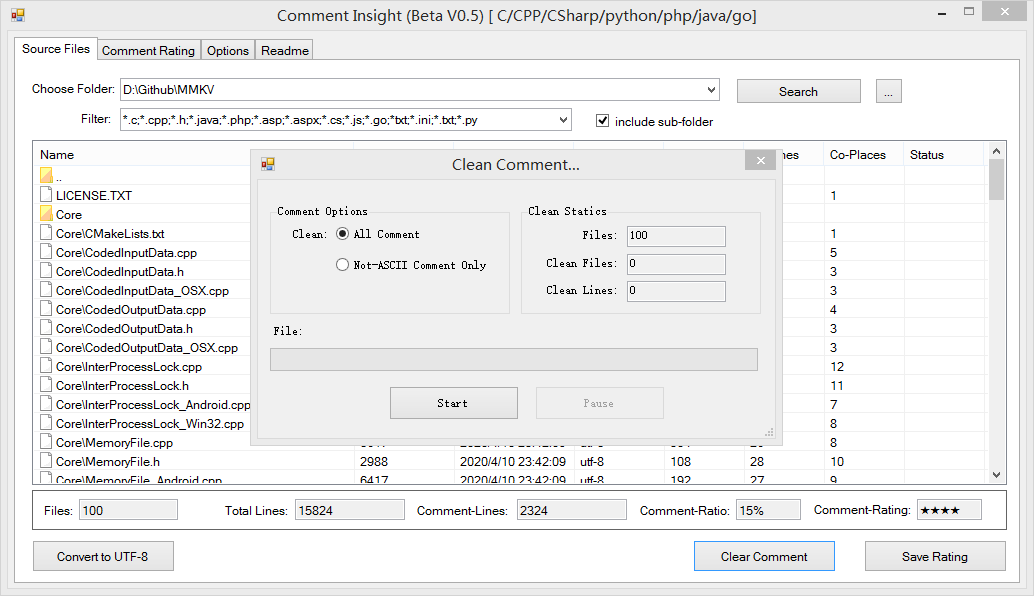 Comment Insight (Beta V0.5) [ C/CPP/CSharp/python/php/java/go]
Source Files Comment Rating Options Readme
Choose Folder: D:\Github\MMKV Search ...
Filter: *.c;*.cpp;*.h;*.java;*.php;*.asp;*.aspx;*.cs;*.js;*.go;*txt;*.ini;*.txt;*.py include sub-folder
Name Co-Places Status
..
LICENSE.TXT 1
Core
Core\CMakeLists.txt 1
Core\CodedInputData.cpp 5
Core\CodedInputData.h 3
Core\CodedInputData_OSX.cpp 3
Core\CodedOutputData.cpp 4
Core\CodedOutputData.h 3
Core\CodedOutputData_OSX.cpp 3
Core\InterProcessLock.cpp 12
Core\InterProcessLock.h 11
Core\InterProcessLock_Android.cpp 7
Core\InterProcessLock_Win32.cpp 8
Core\MemoryFile.cpp 8
Core\MemoryFile.h 2988 2020/4/10 23:42:09 utf-8 108 28 10
Core\MemoryFile_Android.cpp 6417 2020/4/10 23:42:09 utf-8 192 27 9
Clean Comment...
Comment Options
Clean: All Comment
Not-ASCII Comment Only
Clean Statics
Files: 100
Clean Files: 0
Clean Lines: 0
File:
Start Pause
Files: 100 Total Lines: 15824 Comment-Lines: 2324 Comment-Ratio: 15% Comment-Rating: ★★★★
Convert to UTF-8 Clear Comment Save Rating